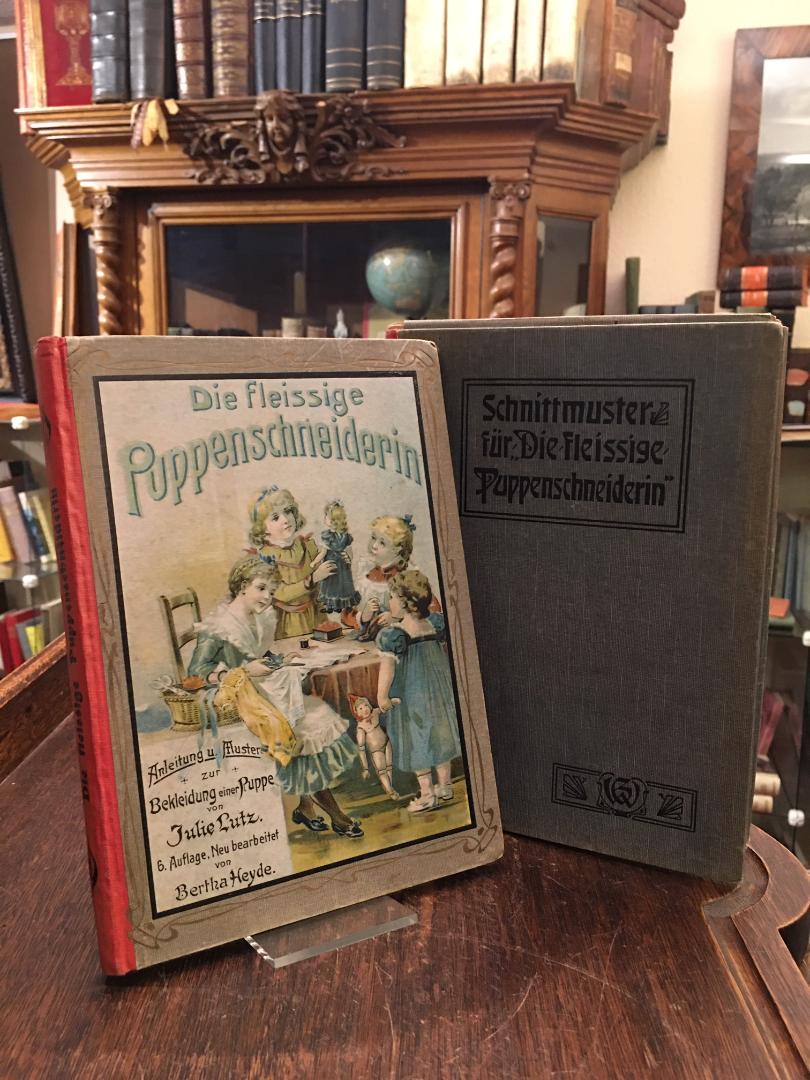 Die fleissige
Puppenschneiderin
Anleitung u. Muster
zur
Bekleidung einer Puppe
von
Julie Lutz.
6. Auflage. Neu bearbeitet
von
Bertha Heyde.
Schnittmuster
für „Die fleissige
Puppenschneiderin"